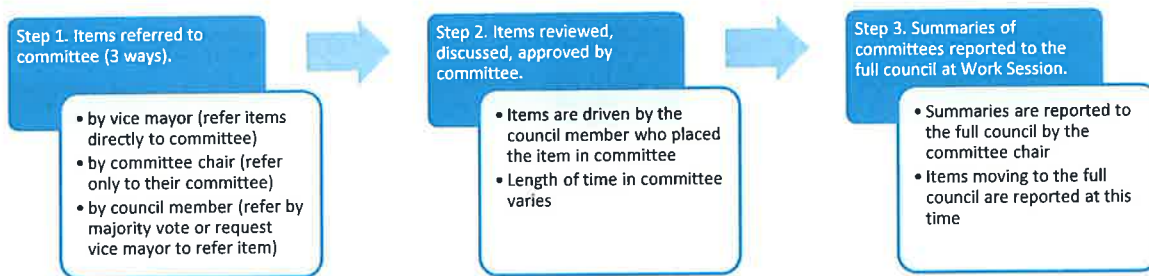 Step 1. Items referred to
committee (3 ways).
• by vice mayor (refer items
directly to committee)
• by committee chair (refer
only to their committee)
• by council member (refer by
majority vote or request
vice mayor to refer item)
Step 2. Items reviewed,
discussed, approved by
committee.
• Items are driven by the
council member who placed
the item in committee
• Length of time in committee
varies
Step 3. Summaries of
committees reported to the
full council at Work Session.
• Summaries are reported to
the full council by the
committee chair
• Items moving to the full
council are reported at this
time